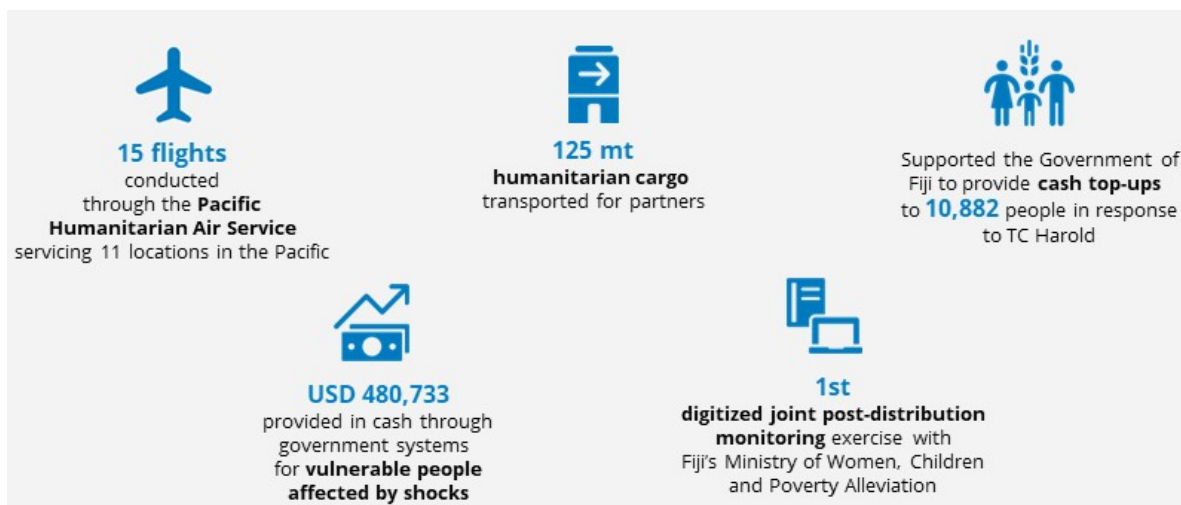 15 flights
conducted
through the Pacific
Humanitarian Air Service
servicing 11 locations in the Pacific
125 mt
humanitarian cargo
transported for partners
Supported the Government of
Fiji to provide cash top-ups
to 10,882 people in response
to TC Harold
USD 480,733
provided in cash through
government systems
for vulnerable people
affected by shocks
1st
digitized joint post-distribution
monitoring exercise with
Fiji's Ministry of Women, Children
and Poverty Alleviation